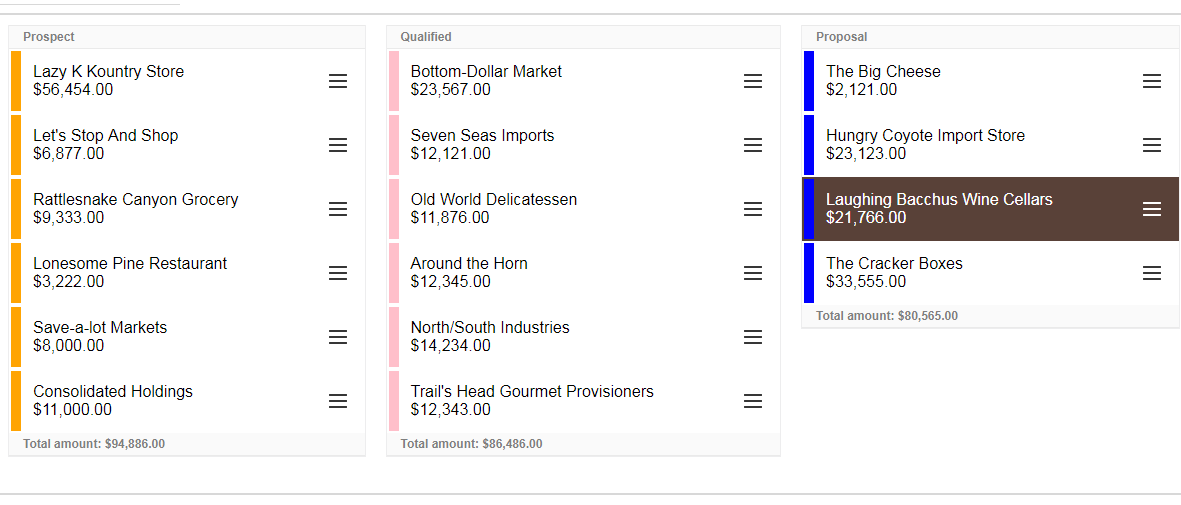 Prospect
Lazy K Kountry Store
$56,454.00
Let's Stop And Shop
$6,877.00
Rattlesnake Canyon Grocery
$9,333.00
Lonesome Pine Restaurant
$3,222.00
Save-a-lot Markets
$8,000.00
Consolidated Holdings
$11,000.00
Total amount: $94,886.00
Qualified
Bottom-Dollar Market
$23,567.00
Seven Seas Imports
$12,121.00
Old World Delicatessen
$11,876.00
Around the Horn
$12,345.00
North/South Industries
$14,234.00
Trail's Head Gourmet Provisioners
$12,343.00
Total amount: $86,486.00
Proposal
The Big Cheese
$2,121.00
Hungry Coyote Import Store
$23,123.00
Laughing Bacchus Wine Cellars
$21,766.00
The Cracker Boxes
$33,555.00
Total amount: $80,565.00